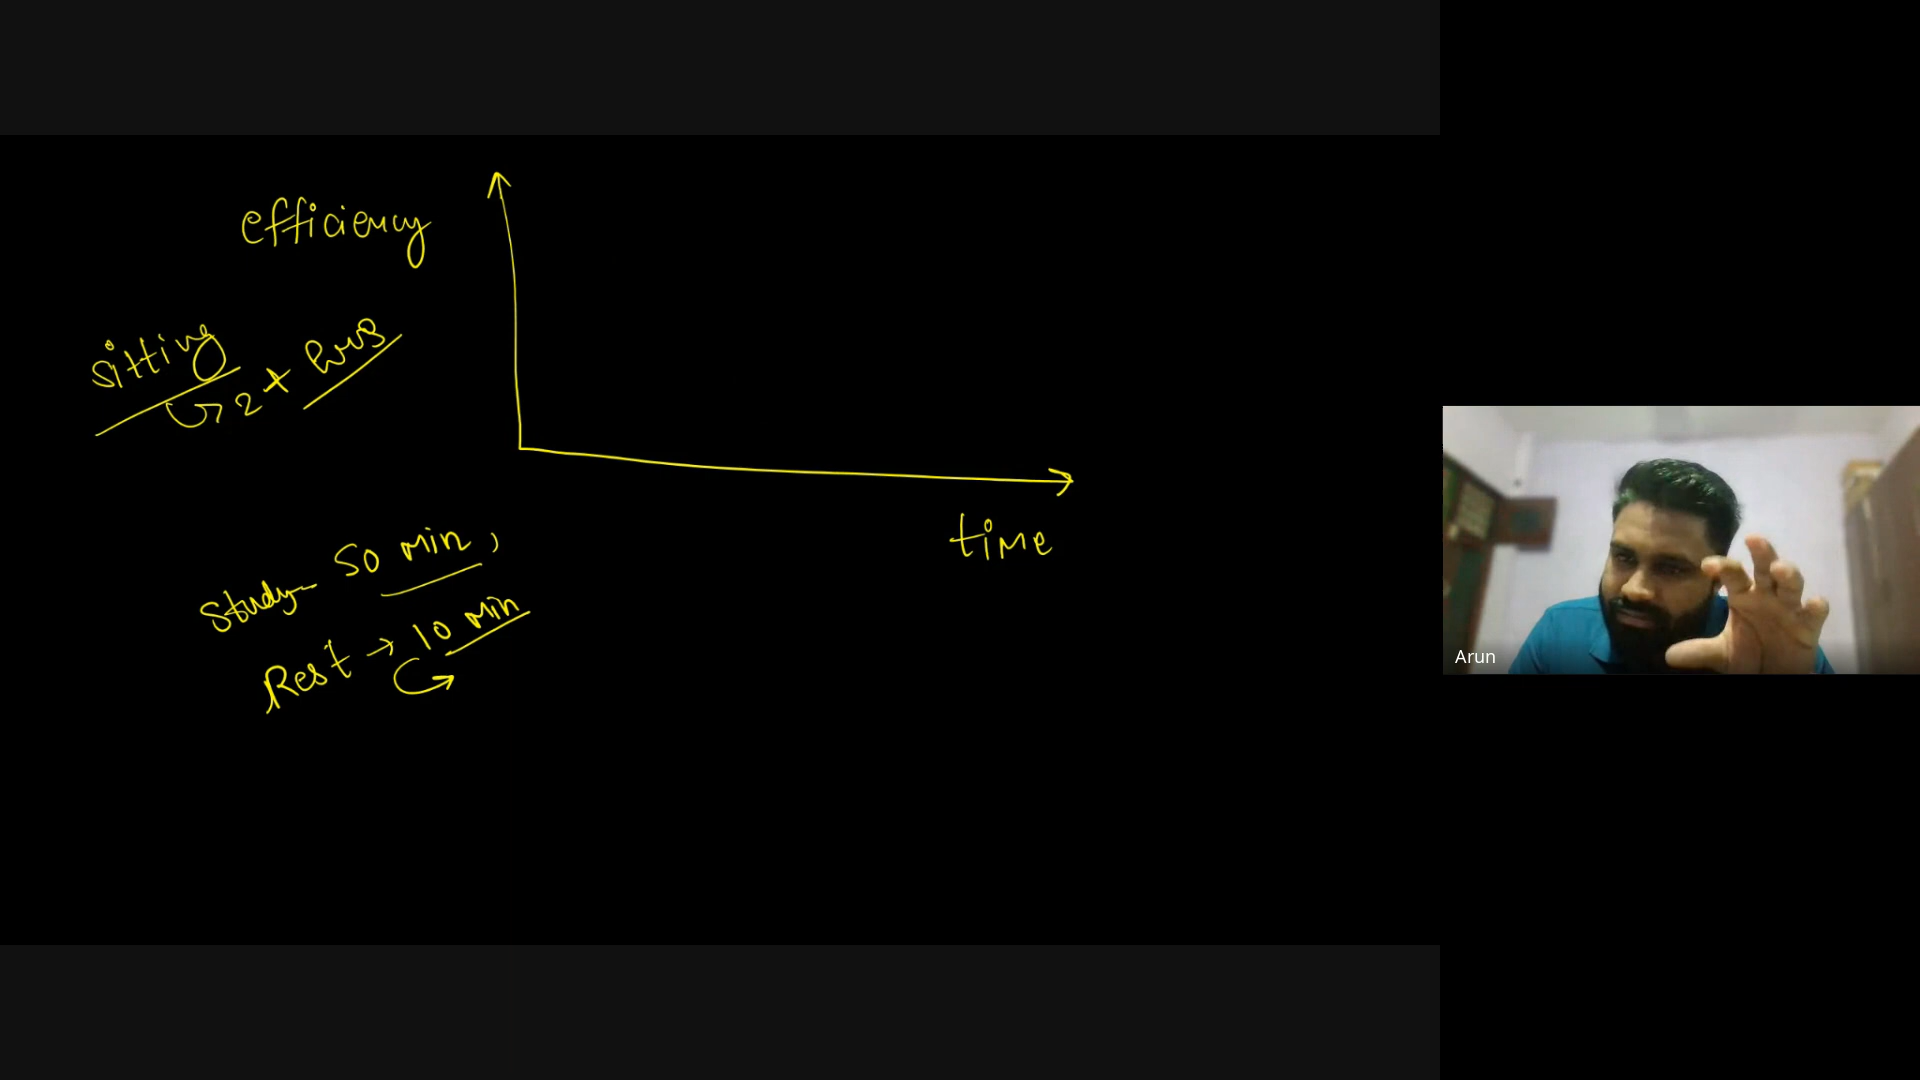 efficiency
sitting
2+ hrs
time
Study- 50 min,
Rest → 10 min
Arun